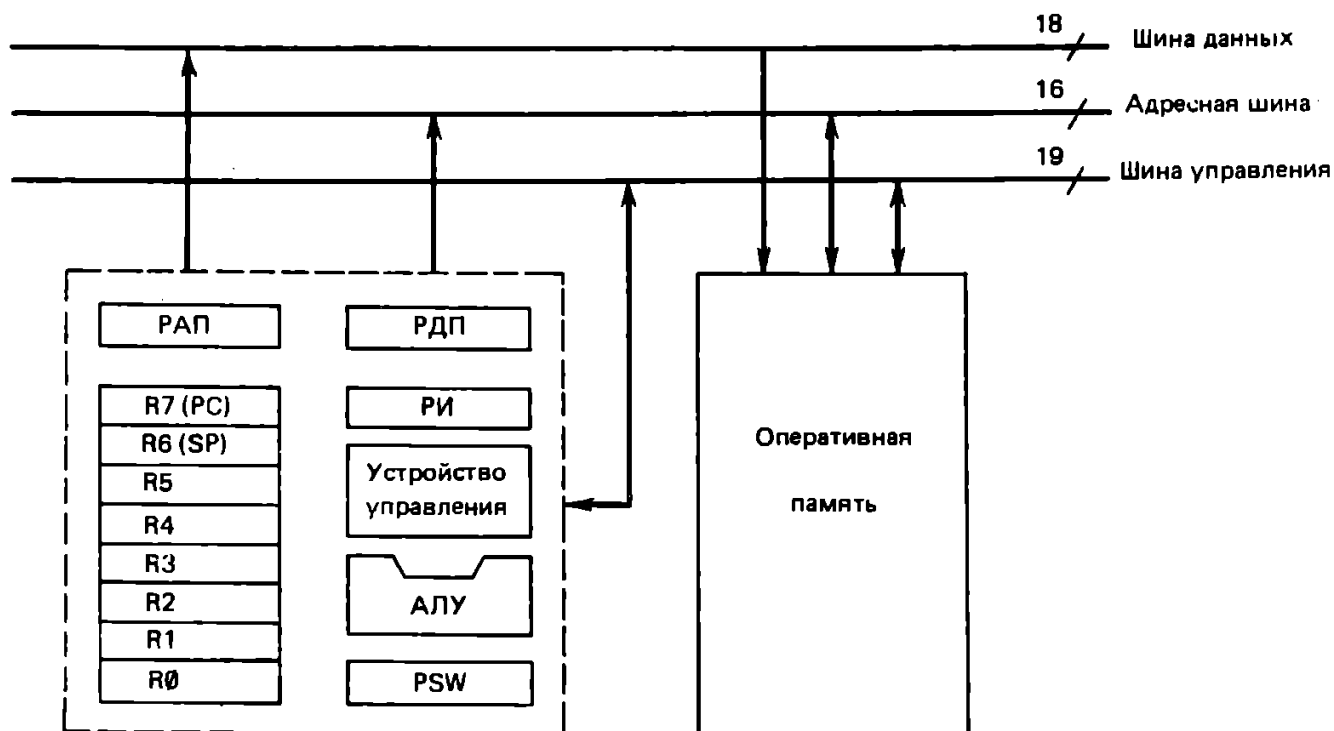 18
Шина данных
16
Адресная шина
19
Шина управления
РАП
РДП
R7 (PC)
R6 (SP)
R5
R4
R3
R2
R1
RØ
РИ
Устройство
управления
АЛУ
PSW
Оперативная
память